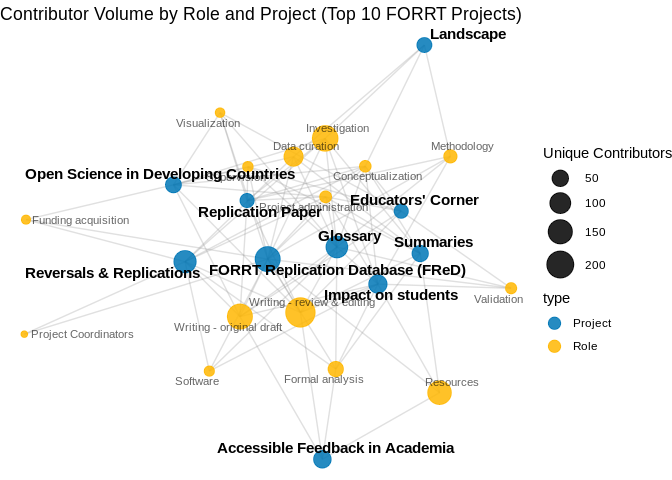 Contributor Volume by Role and Project (Top 10 FORRT Projects)
Landscape
Visualization
Investigation
Data curation
Methodology
Open Science in Developing Countries
Supervision
Conceptualization
Replication Paper
Project administration
Educators' Corner
Funding acquisition
Glossary
Summaries
Reversals & Replications
FORRT Replication Database (FReD)
Impact on students
Writing - review & editing
Validation
Writing - original draft
Project Coordinators
Software
Formal analysis
Resources
Accessible Feedback in Academia
Unique Contributors
50
100
150
200
type
Project
Role